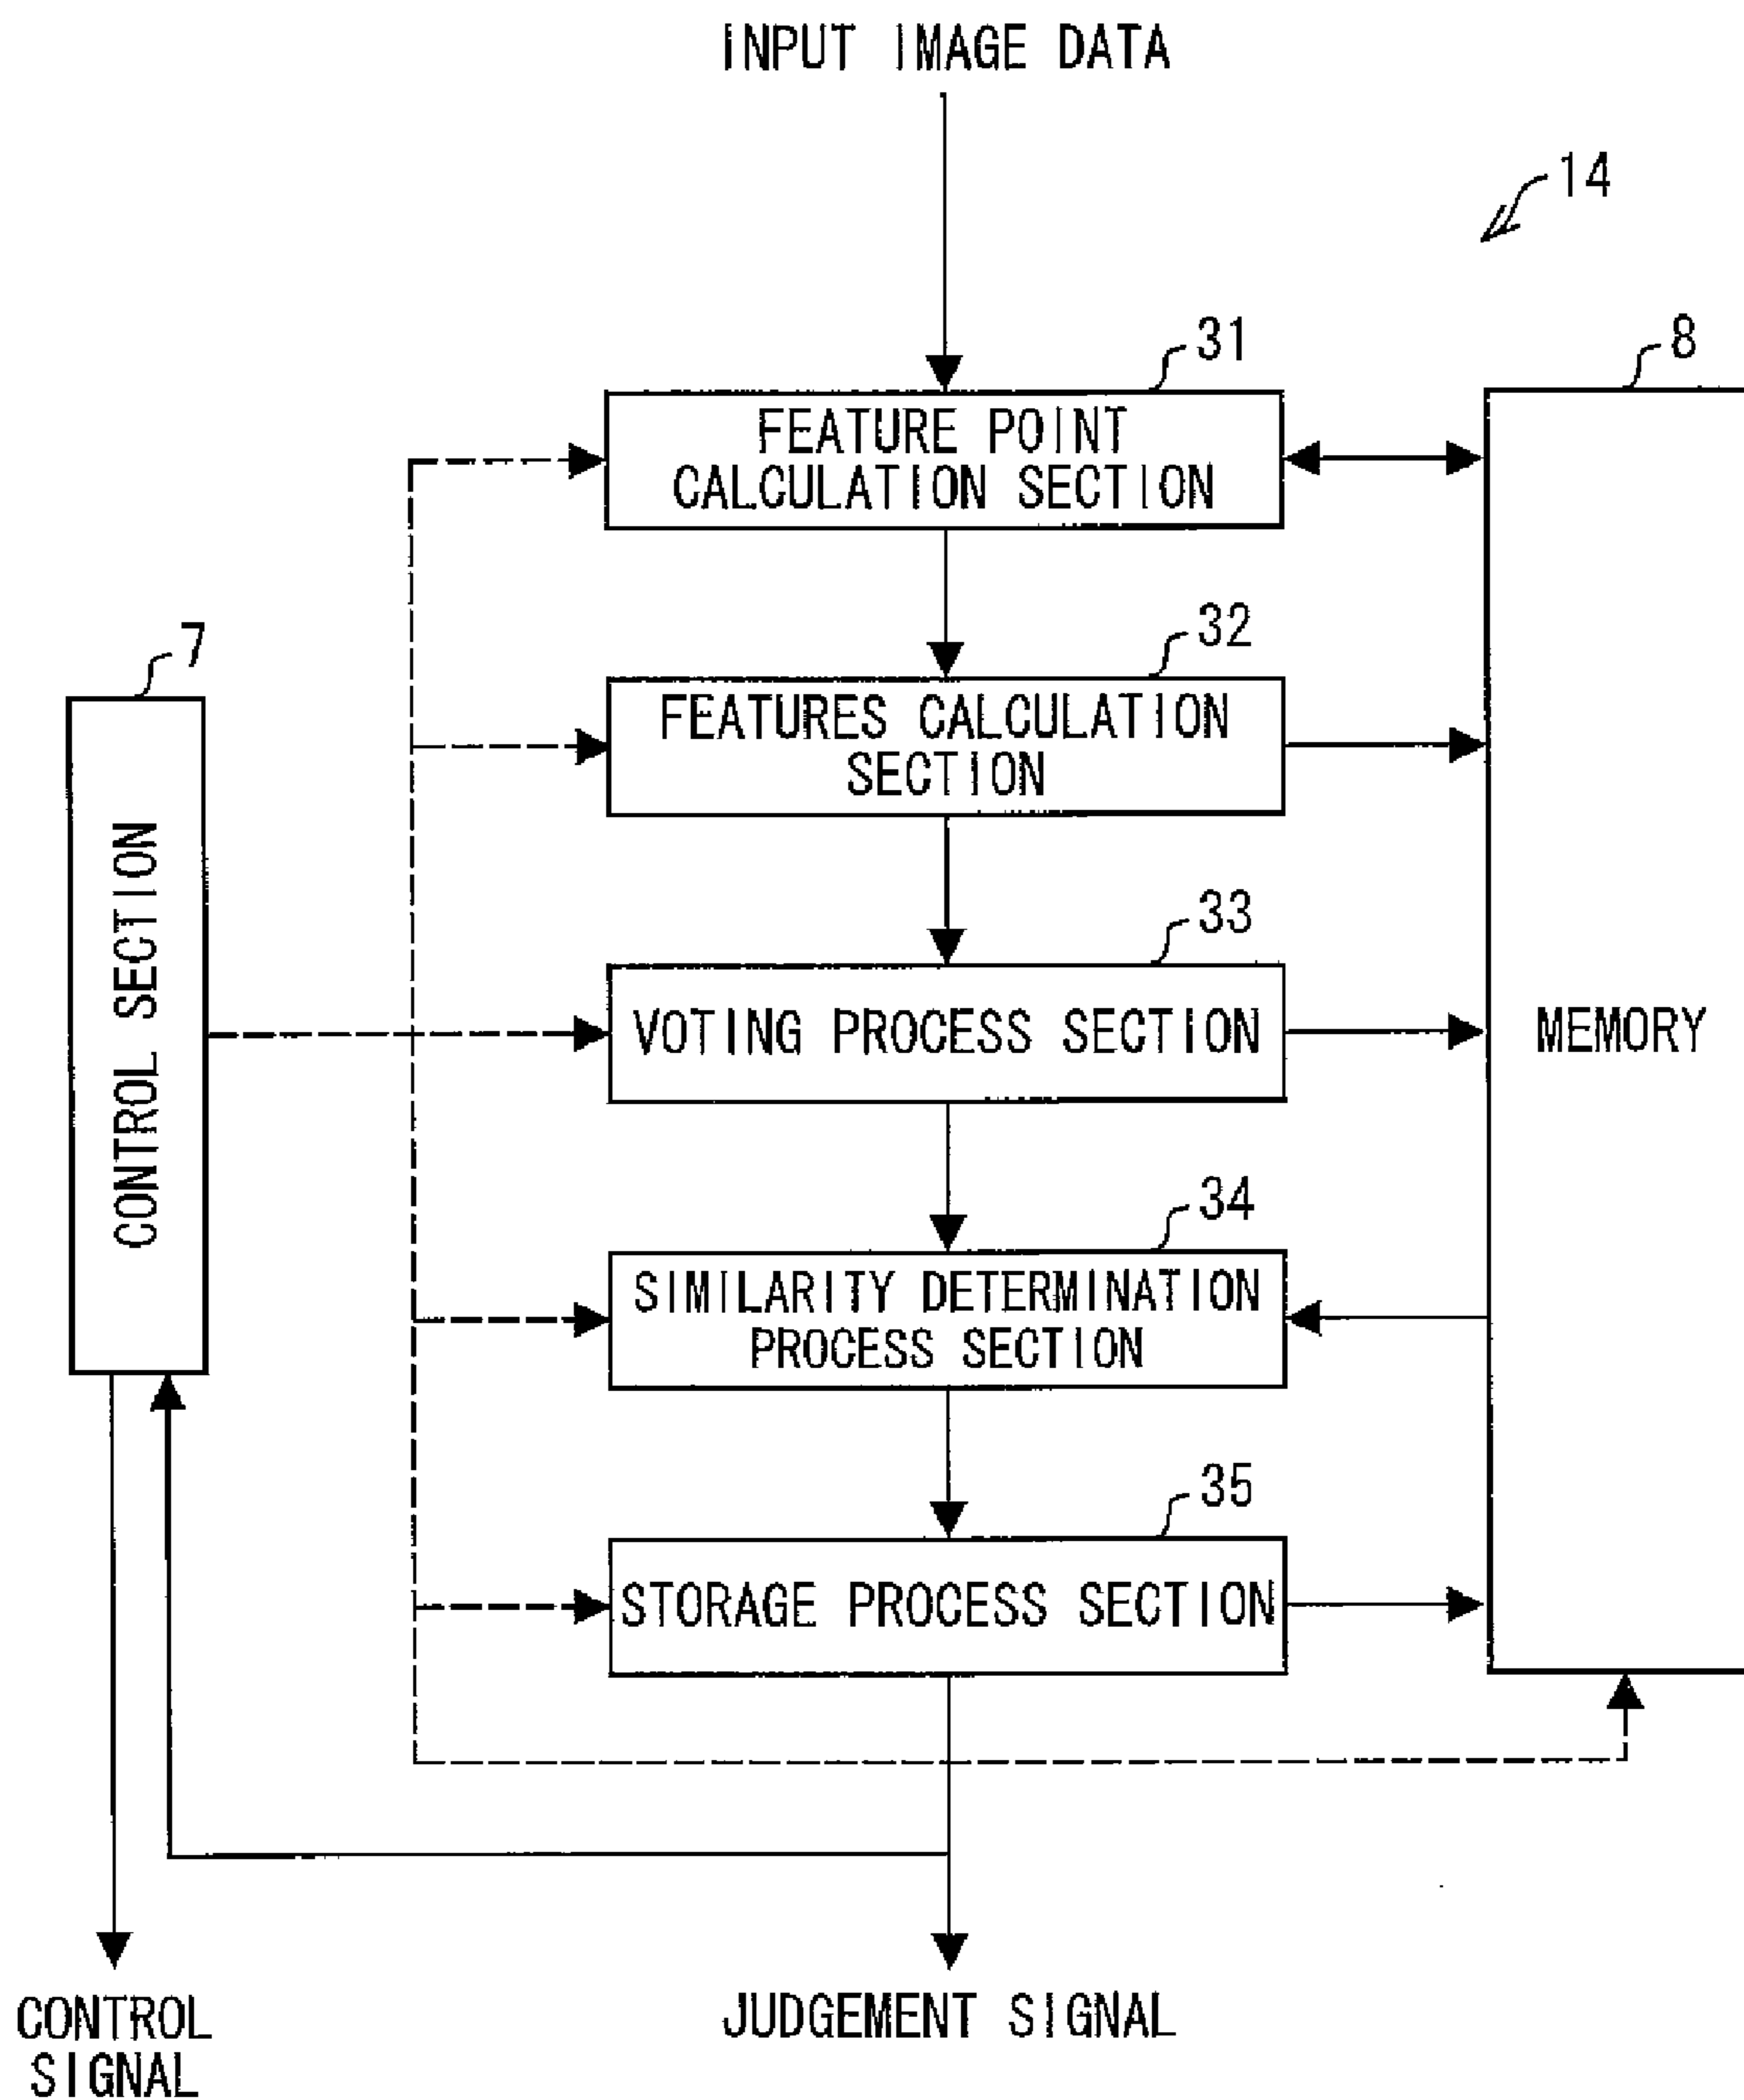 INPUT IMAGE DATA
14
31
8
FEATURE POINT
CALCULATION SECTION
32
7
FEATURES CALCULATION
SECTION
CONTROL SECTION
33
VOTING PROCESS SECTION
MEMORY
34
SIMILARITY DETERMINATION
PROCESS SECTION
35
STORAGE PROCESS SECTION
CONTROL
SIGNAL
JUDGEMENT SIGNAL